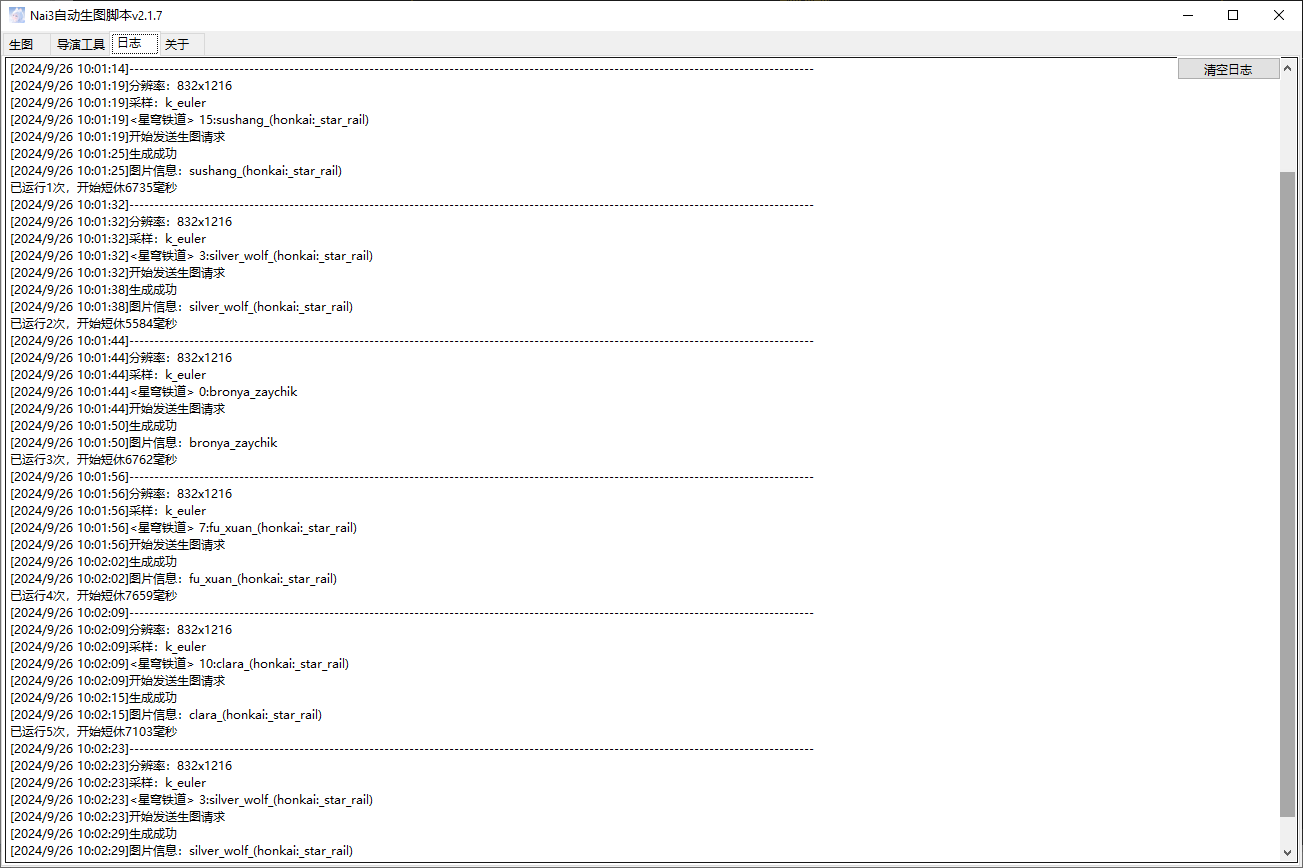 Nai3自动生图脚本v2.1.7
生图 导演工具 日志 关于
清空日志
[2024/9/26 10:01:14]----------------------------------------------------------------------------------------------------------------------------------------------------------
[2024/9/26 10:01:19]分辨率：832x1216
[2024/9/26 10:01:19]采样：k_euler
[2024/9/26 10:01:19]<星穹铁道> 15:sushang_(honkai:_star_rail)
[2024/9/26 10:01:19]开始发送生图请求
[2024/9/26 10:01:25]生成成功
[2024/9/26 10:01:25]图片信息：sushang_(honkai:_star_rail)
已运行1次，开始短休6735毫秒
[2024/9/26 10:01:32]----------------------------------------------------------------------------------------------------------------------------------------------------------
[2024/9/26 10:01:32]分辨率：832x1216
[2024/9/26 10:01:32]采样：k_euler
[2024/9/26 10:01:32]<星穹铁道> 3:silver_wolf_(honkai:_star_rail)
[2024/9/26 10:01:32]开始发送生图请求
[2024/9/26 10:01:38]生成成功
[2024/9/26 10:01:38]图片信息：silver_wolf_(honkai:_star_rail)
已运行2次，开始短休5584毫秒
[2024/9/26 10:01:44]----------------------------------------------------------------------------------------------------------------------------------------------------------
[2024/9/26 10:01:44]分辨率：832x1216
[2024/9/26 10:01:44]采样：k_euler
[2024/9/26 10:01:44]<星穹铁道> 0:bronya_zaychik
[2024/9/26 10:01:44]开始发送生图请求
[2024/9/26 10:01:50]生成成功
[2024/9/26 10:01:50]图片信息：bronya_zaychik
已运行3次，开始短休6762毫秒
[2024/9/26 10:01:56]----------------------------------------------------------------------------------------------------------------------------------------------------------
[2024/9/26 10:01:56]分辨率：832x1216
[2024/9/26 10:01:56]采样：k_euler
[2024/9/26 10:01:56]<星穹铁道> 7:fu_xuan_(honkai:_star_rail)
[2024/9/26 10:01:56]开始发送生图请求
[2024/9/26 10:02:02]生成成功
[2024/9/26 10:02:02]图片信息：fu_xuan_(honkai:_star_rail)
已运行4次，开始短休7659毫秒
[2024/9/26 10:02:09]----------------------------------------------------------------------------------------------------------------------------------------------------------
[2024/9/26 10:02:09]分辨率：832x1216
[2024/9/26 10:02:09]采样：k_euler
[2024/9/26 10:02:09]<星穹铁道> 10:clara_(honkai:_star_rail)
[2024/9/26 10:02:09]开始发送生图请求
[2024/9/26 10:02:15]生成成功
[2024/9/26 10:02:15]图片信息：clara_(honkai:_star_rail)
已运行5次，开始短休7103毫秒
[2024/9/26 10:02:23]----------------------------------------------------------------------------------------------------------------------------------------------------------
[2024/9/26 10:02:23]分辨率：832x1216
[2024/9/26 10:02:23]采样：k_euler
[2024/9/26 10:02:23]<星穹铁道> 3:silver_wolf_(honkai:_star_rail)
[2024/9/26 10:02:23]开始发送生图请求
[2024/9/26 10:02:29]生成成功
[2024/9/26 10:02:29]图片信息：silver_wolf_(honkai:_star_rail)